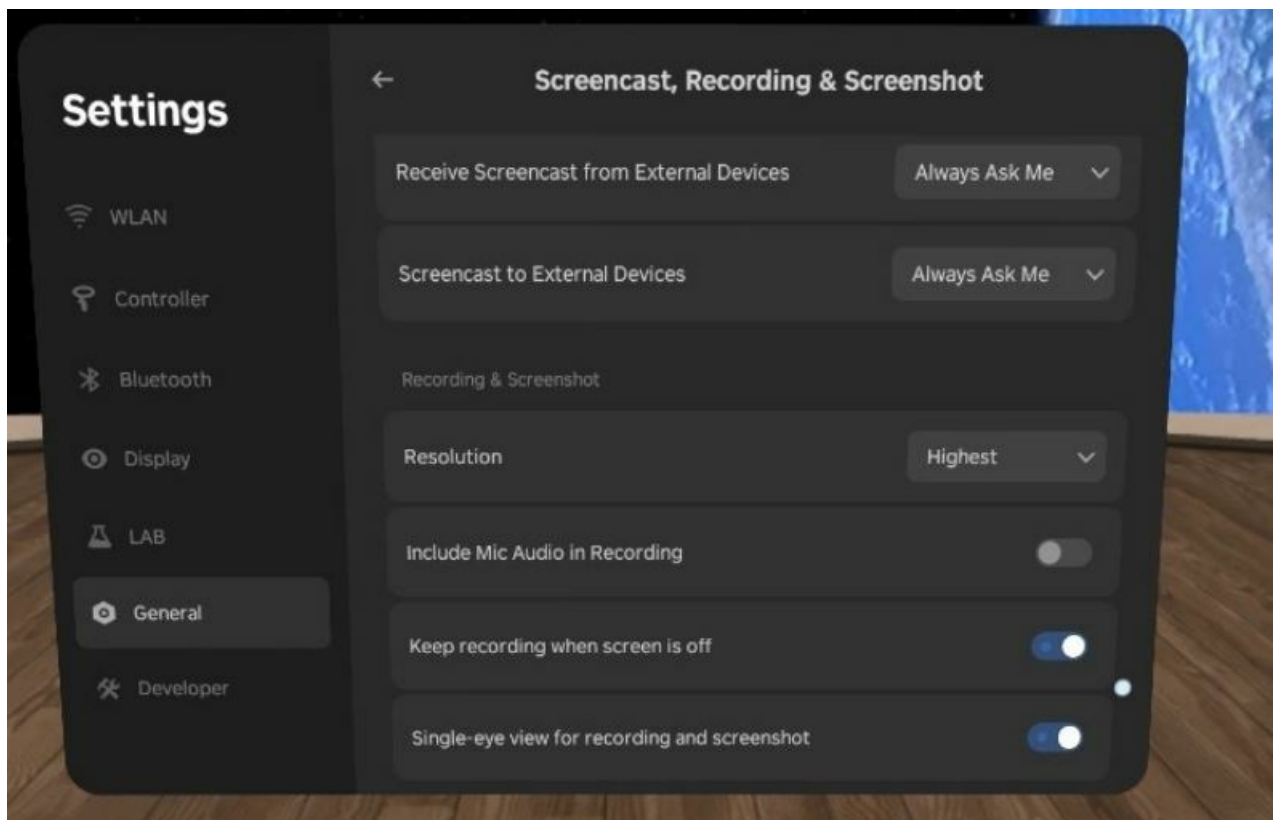 Settings
WLAN
Controller
Bluetooth
Display
LAB
General
Developer
Screencast, Recording & Screenshot
Receive Screencast from External Devices
Always Ask Me
Screencast to External Devices
Always Ask Me
Recording & Screenshot
Resolution
Highest
Include Mic Audio in Recording
Keep recording when screen is off
Single-eye view for recording and screenshot